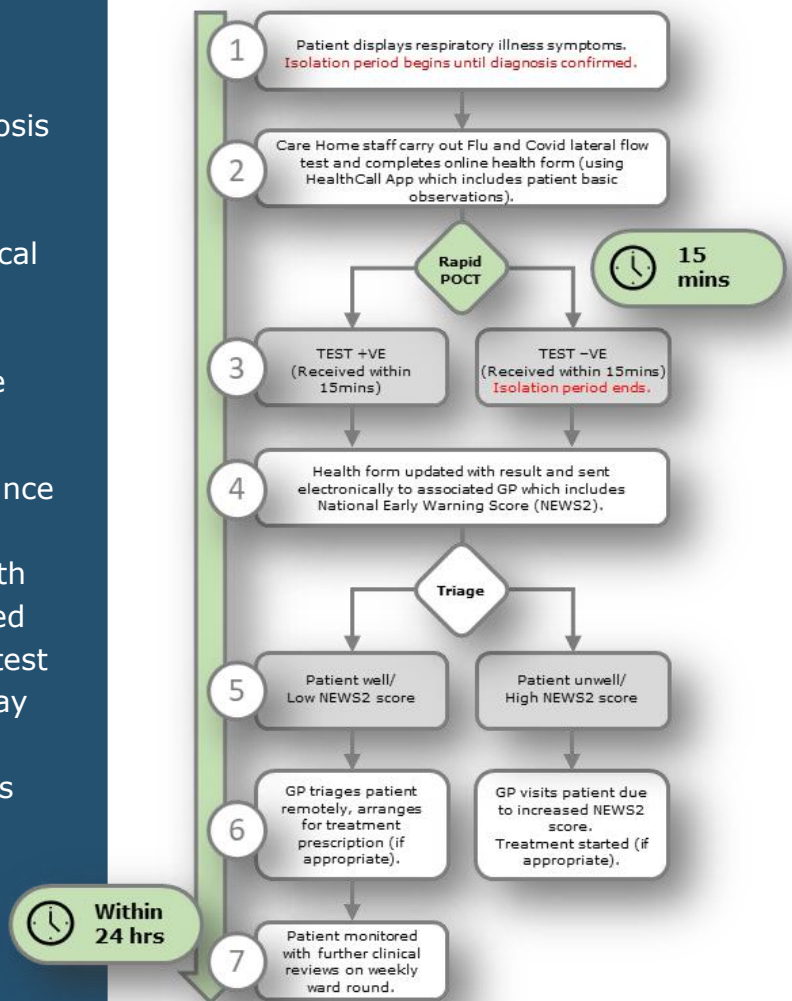 osis
cal
e
nce
th
ed
test
ay
s
1
Patient displays respiratory illness symptoms.
Isolation period begins until diagnosis confirmed.
2
Care Home staff carry out Flu and Covid lateral flow
test and completes online health form (using
HealthCall App which includes patient basic
observations).
Rapid
POCT
15
mins
3
TEST +VE
(Received within
15mins)
TEST –VE
(Received within 15mins)
Isolation period ends.
4
Health form updated with result and sent
electronically to associated GP which includes
National Early Warning Score (NEWS2).
Triage
5
Patient well/
Low NEWS2 score
Patient unwell/
High NEWS2 score
6
GP triages patient
remotely, arranges
for treatment
prescription (if
appropriate).
GP visits patient due
to increased NEWS2
score.
Treatment started (if
appropriate).
Within
24 hrs
7
Patient monitored
with further clinical
reviews on weekly
ward round.